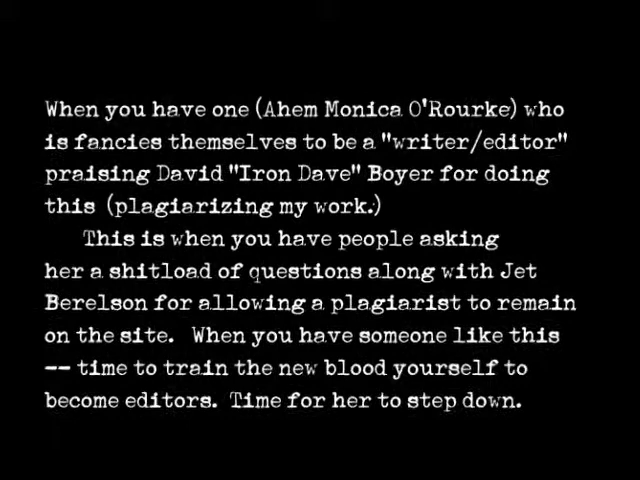 When you have one (Ahem Monica O'Rourke) who
is fancies themselves to be a "writer/editor"
praising David "Iron Dave" Boyer for doing
this (plagiarizing my work.)
This is when you have people asking
her a shitload of questions along with Jet
Berelson for allowing a plagiarist to remain
on the site. When you have someone like this
-- time to train the new blood yourself to
become editors. Time for her to step down.